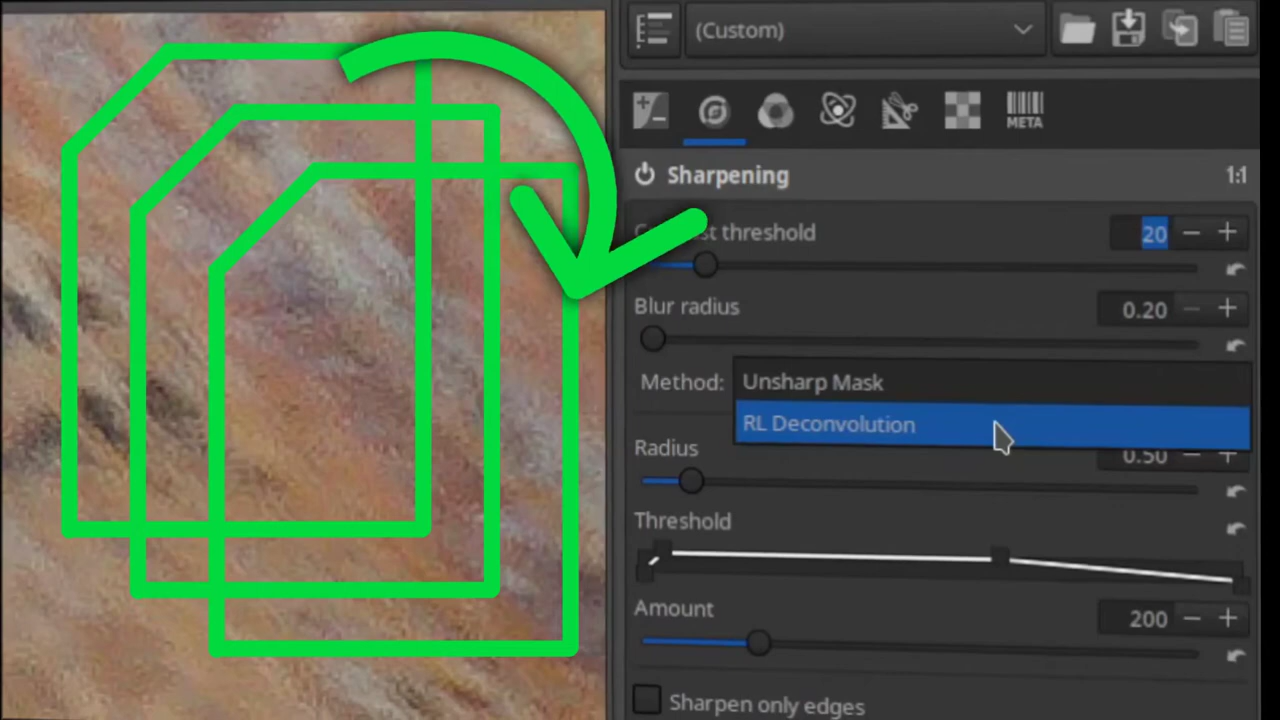 (Custom)
META
Sharpening
1:1
threshold
20
Blur radius
0.20
Method:
Unsharp Mask
RL Deconvolution
Radius
0.50
Threshold
Amount
200
Sharpen only edges